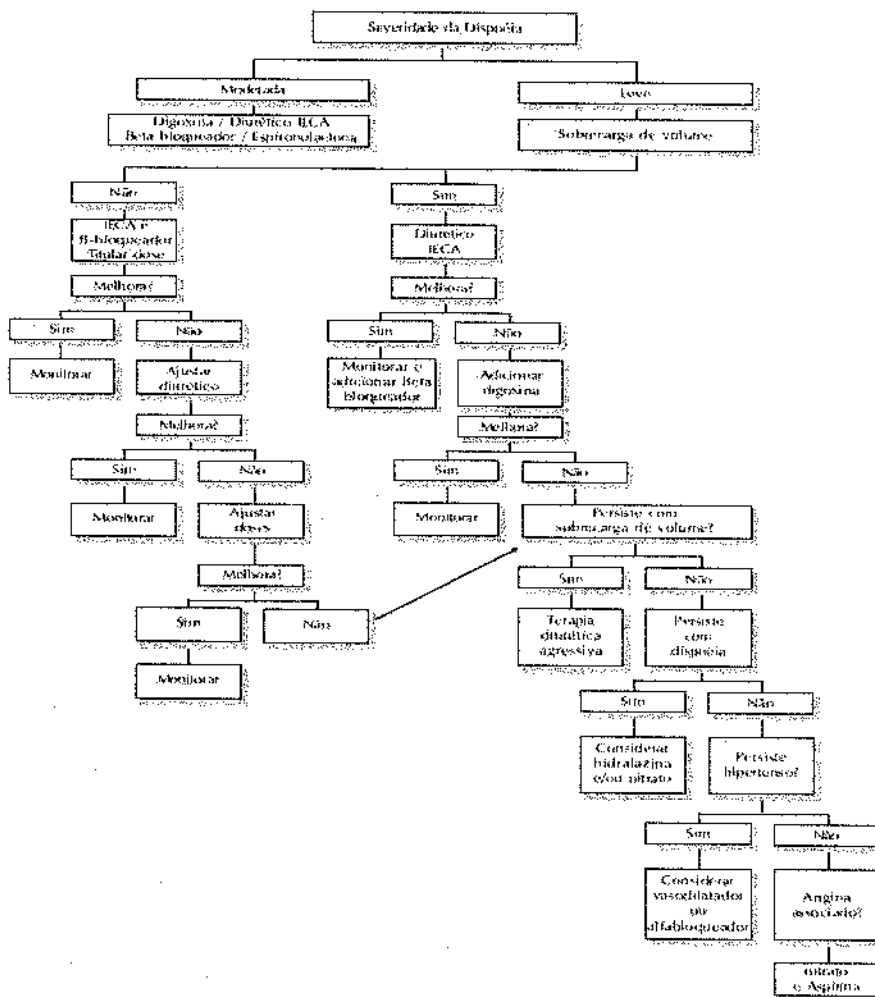 Severidade da Dispnéia
Moderada
Leve
Digoxina / Diurético IECA
Beta bloqueador / Espironolactona
Sobrecarga de volume
Não
Sim
IECA e
ß-bloqueador
Titular dose
Diurético
IECA
Melhora?
Melhora?
Sim
Não
Sim
Não
Monitorar
Ajustar
diurético
Monitorar e
adicionar Beta
bloqueador
Adicionar
digoxina
Melhora?
Melhora?
Sim
Não
Sim
Não
Monitorar
Ajustar
doses
Monitorar
Persiste com
sobrecarga de volume?
Melhora?
Sim
Não
Sim
Não
Terapia
diurética
agressiva
Persiste
com
dispnéia
Monitorar
Sim
Não
Considerar
hidralazina
e/ou nitrato
Persiste
hipertenso?
Sim
Não
Considerar
vasodilatador
ou
alfabloqueador
Angina
associado?
nitrato
e Aspirina